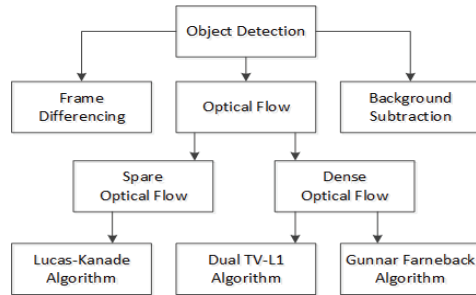 Object Detection
Frame
Differencing
Optical Flow
Background
Subtraction
Spare
Optical Flow
Dense
Optical Flow
Lucas-Kanade
Algorithm
Dual TV-L1
Algorithm
Gunnar Farneback
Algorithm